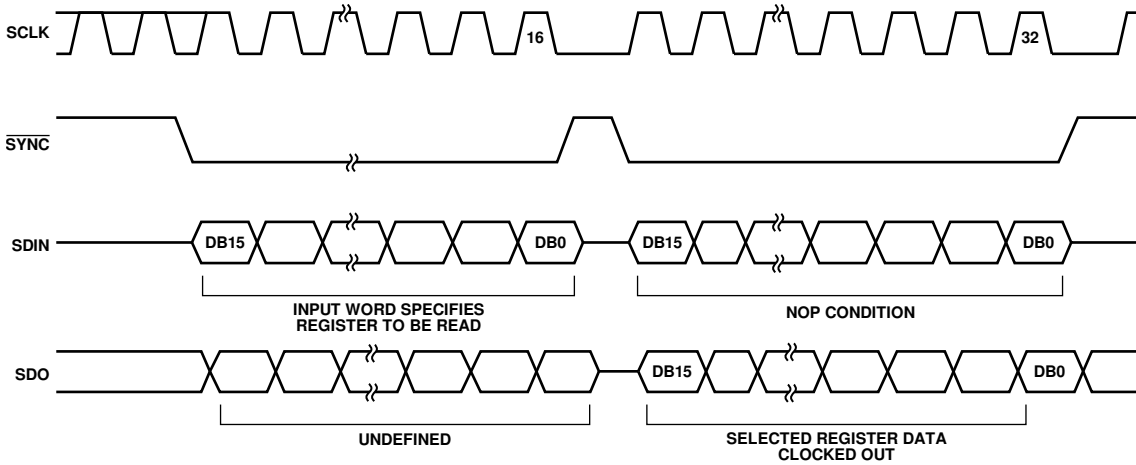 SCLK
16
32
SYNC
SDIN
DB15
DB0
DB15
DB0
INPUT WORD SPECIFIES
REGISTER TO BE READ
NOP CONDITION
SDO
DB15
DB0
UNDEFINED
SELECTED REGISTER DATA
CLOCKED OUT